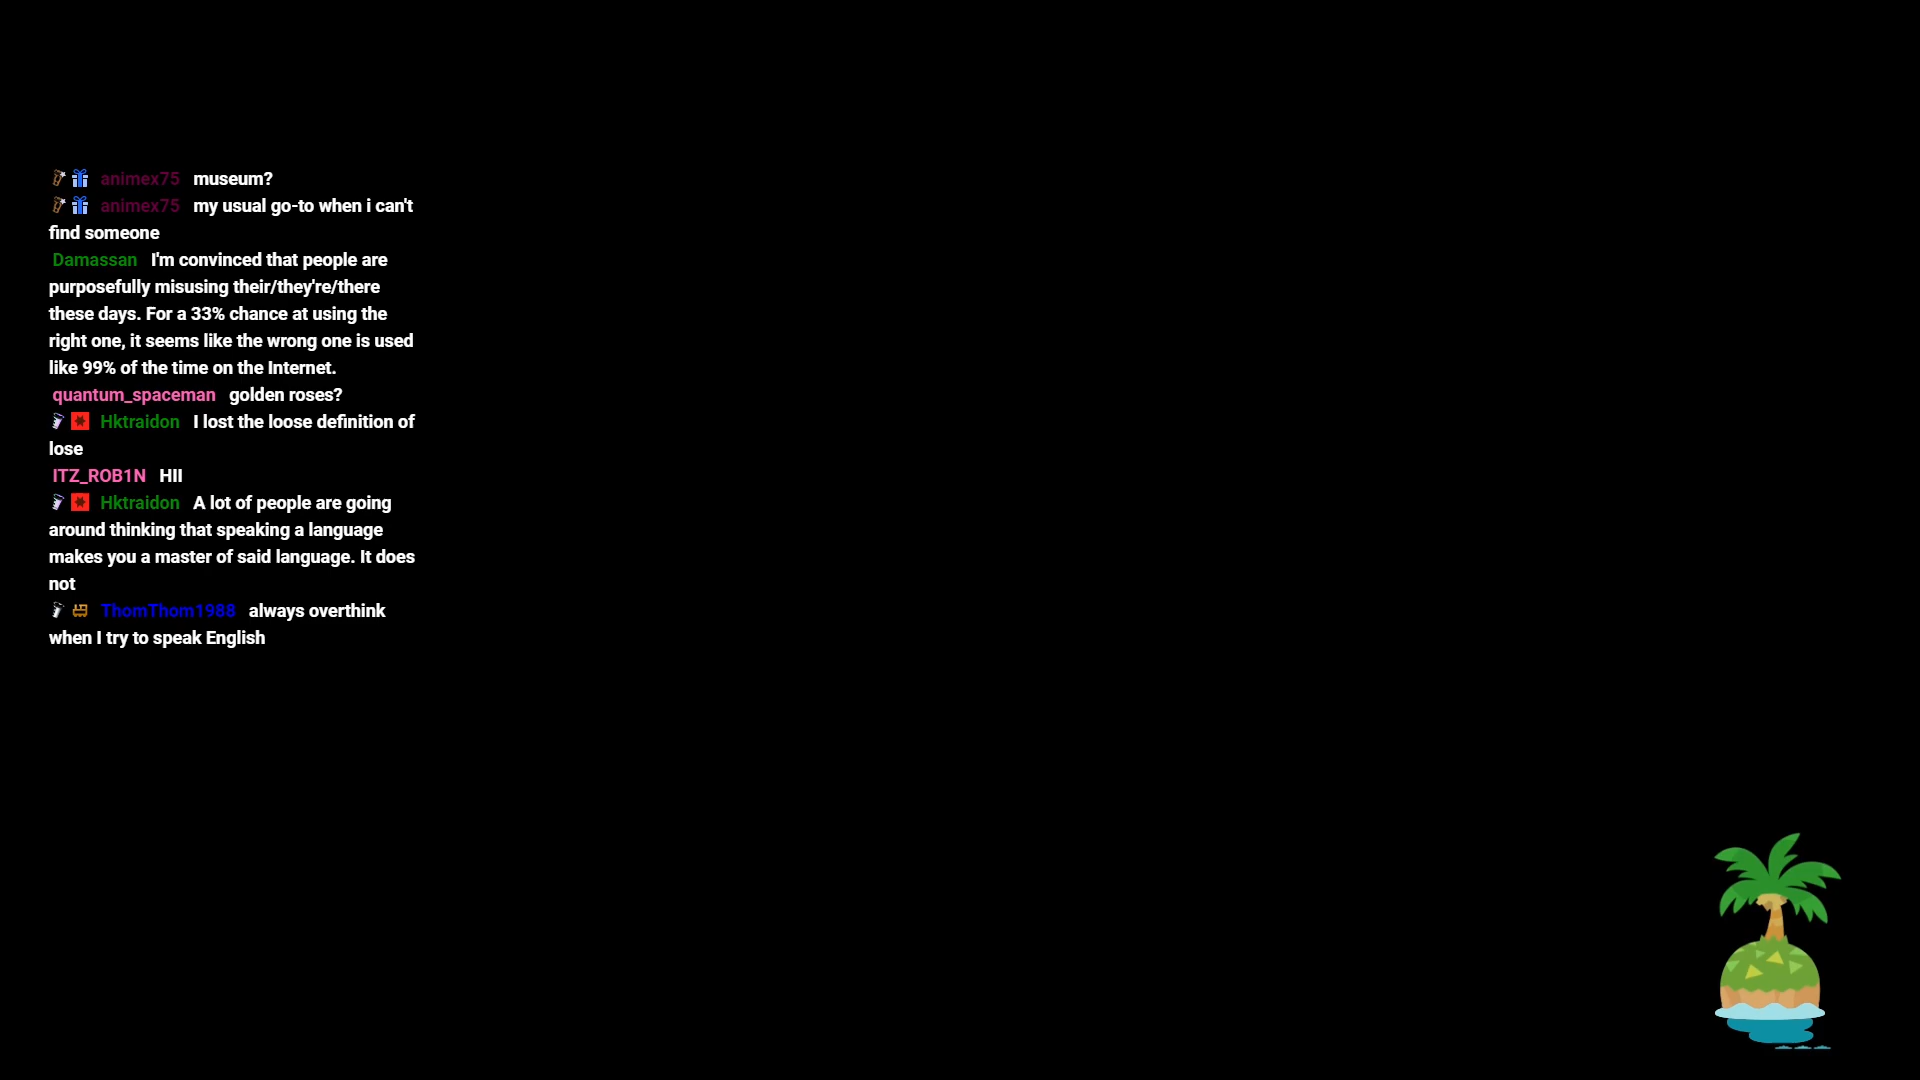 animex75 museum?
animex75 my usual go-to when i can't
find someone
Damassan I'm convinced that people are
purposefully misusing their/they're/there
these days. For a 33% chance at using the
right one, it seems like the wrong one is used
like 99% of the time on the Internet.
quantum_spaceman golden roses?
Hktraidon I lost the loose definition of
lose
ITZ_ROB1N HII
Hktraidon A lot of people are going
around thinking that speaking a language
makes you a master of said language. It does
not
ThomThom1988 always overthink
when I try to speak English